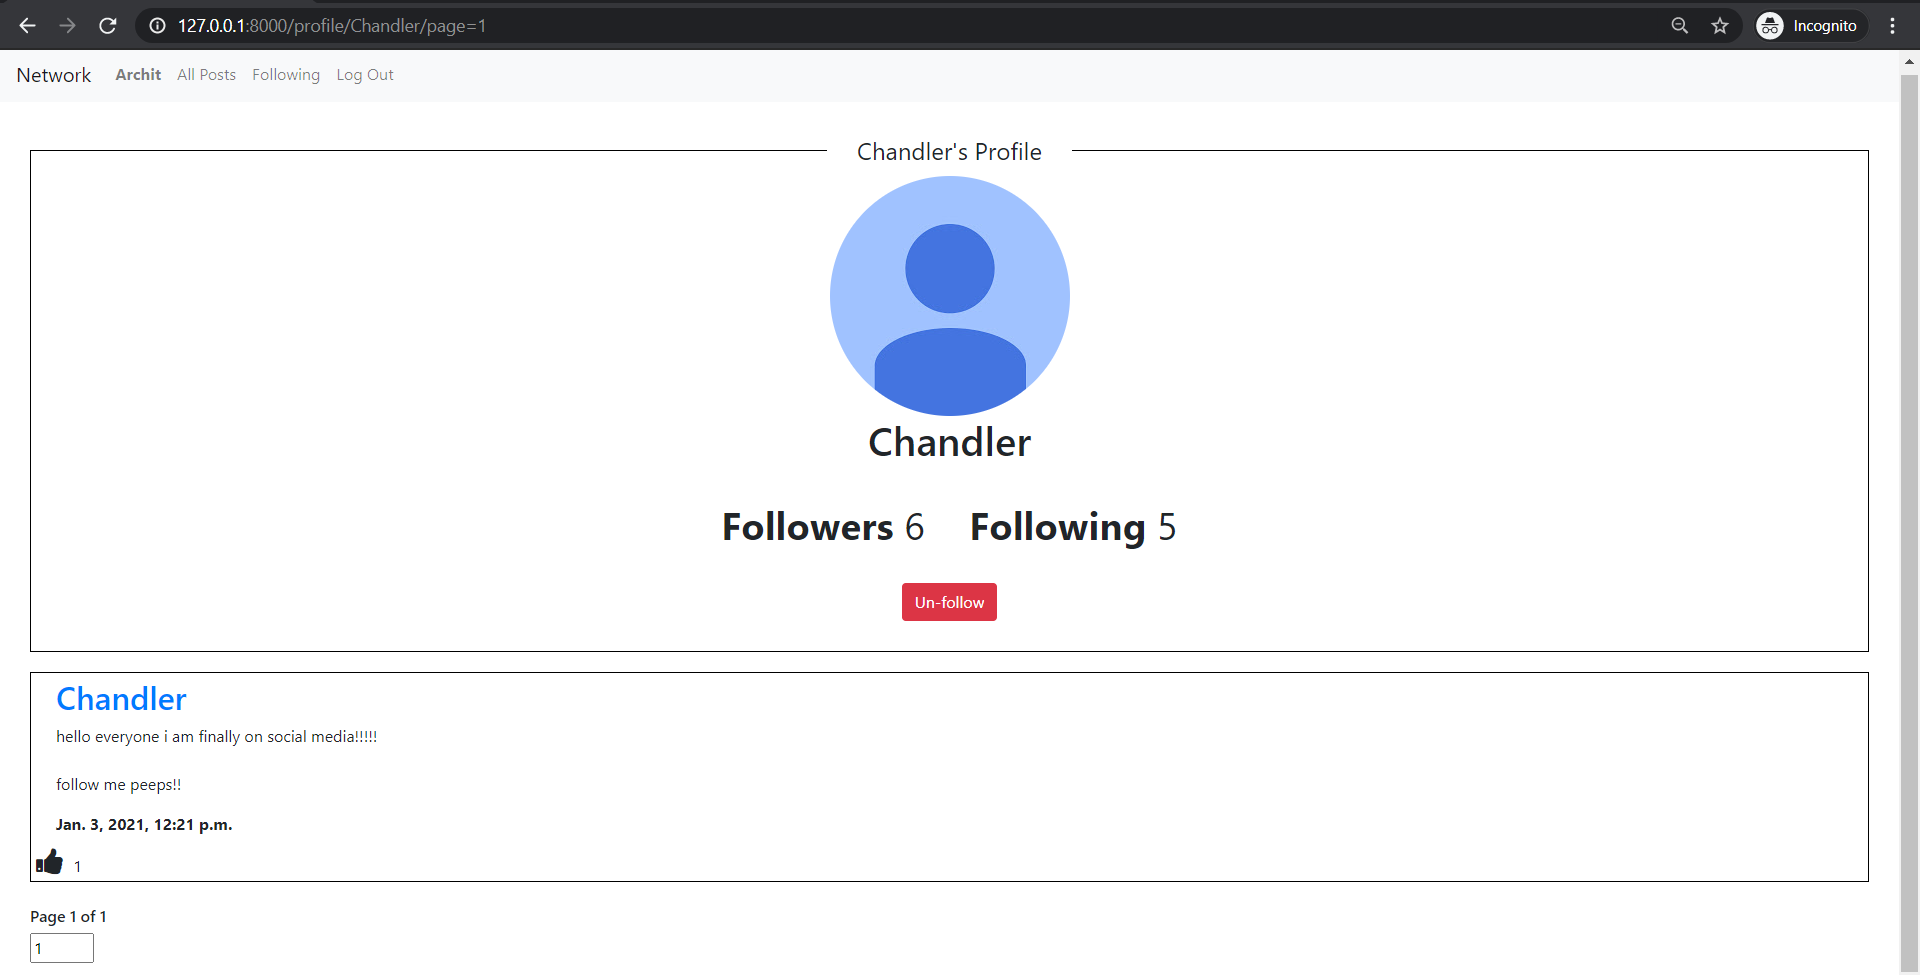 127.0.0.1:8000/profile/Chandler/page=1
Incognito
Network Archit All Posts Following Log Out
Chandler's Profile
Chandler
Followers 6 Following 5
Un-follow
Chandler
hello everyone i am finally on social media!!!!!
follow me peeps!!
Jan. 3, 2021, 12:21 p.m.
1
Page 1 of 1
1